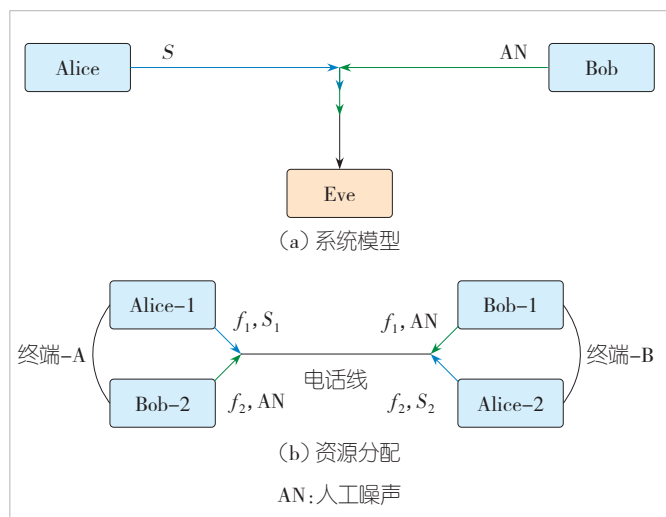 Alice S AN Bob
Eve
(a)系统模型
Alice-1 f₁,S₁ f₁,AN Bob-1
终端-A 电话线 终端-B
Bob-2 f₂,AN f₂,S₂ Alice-2
(b)资源分配
AN:人工噪声